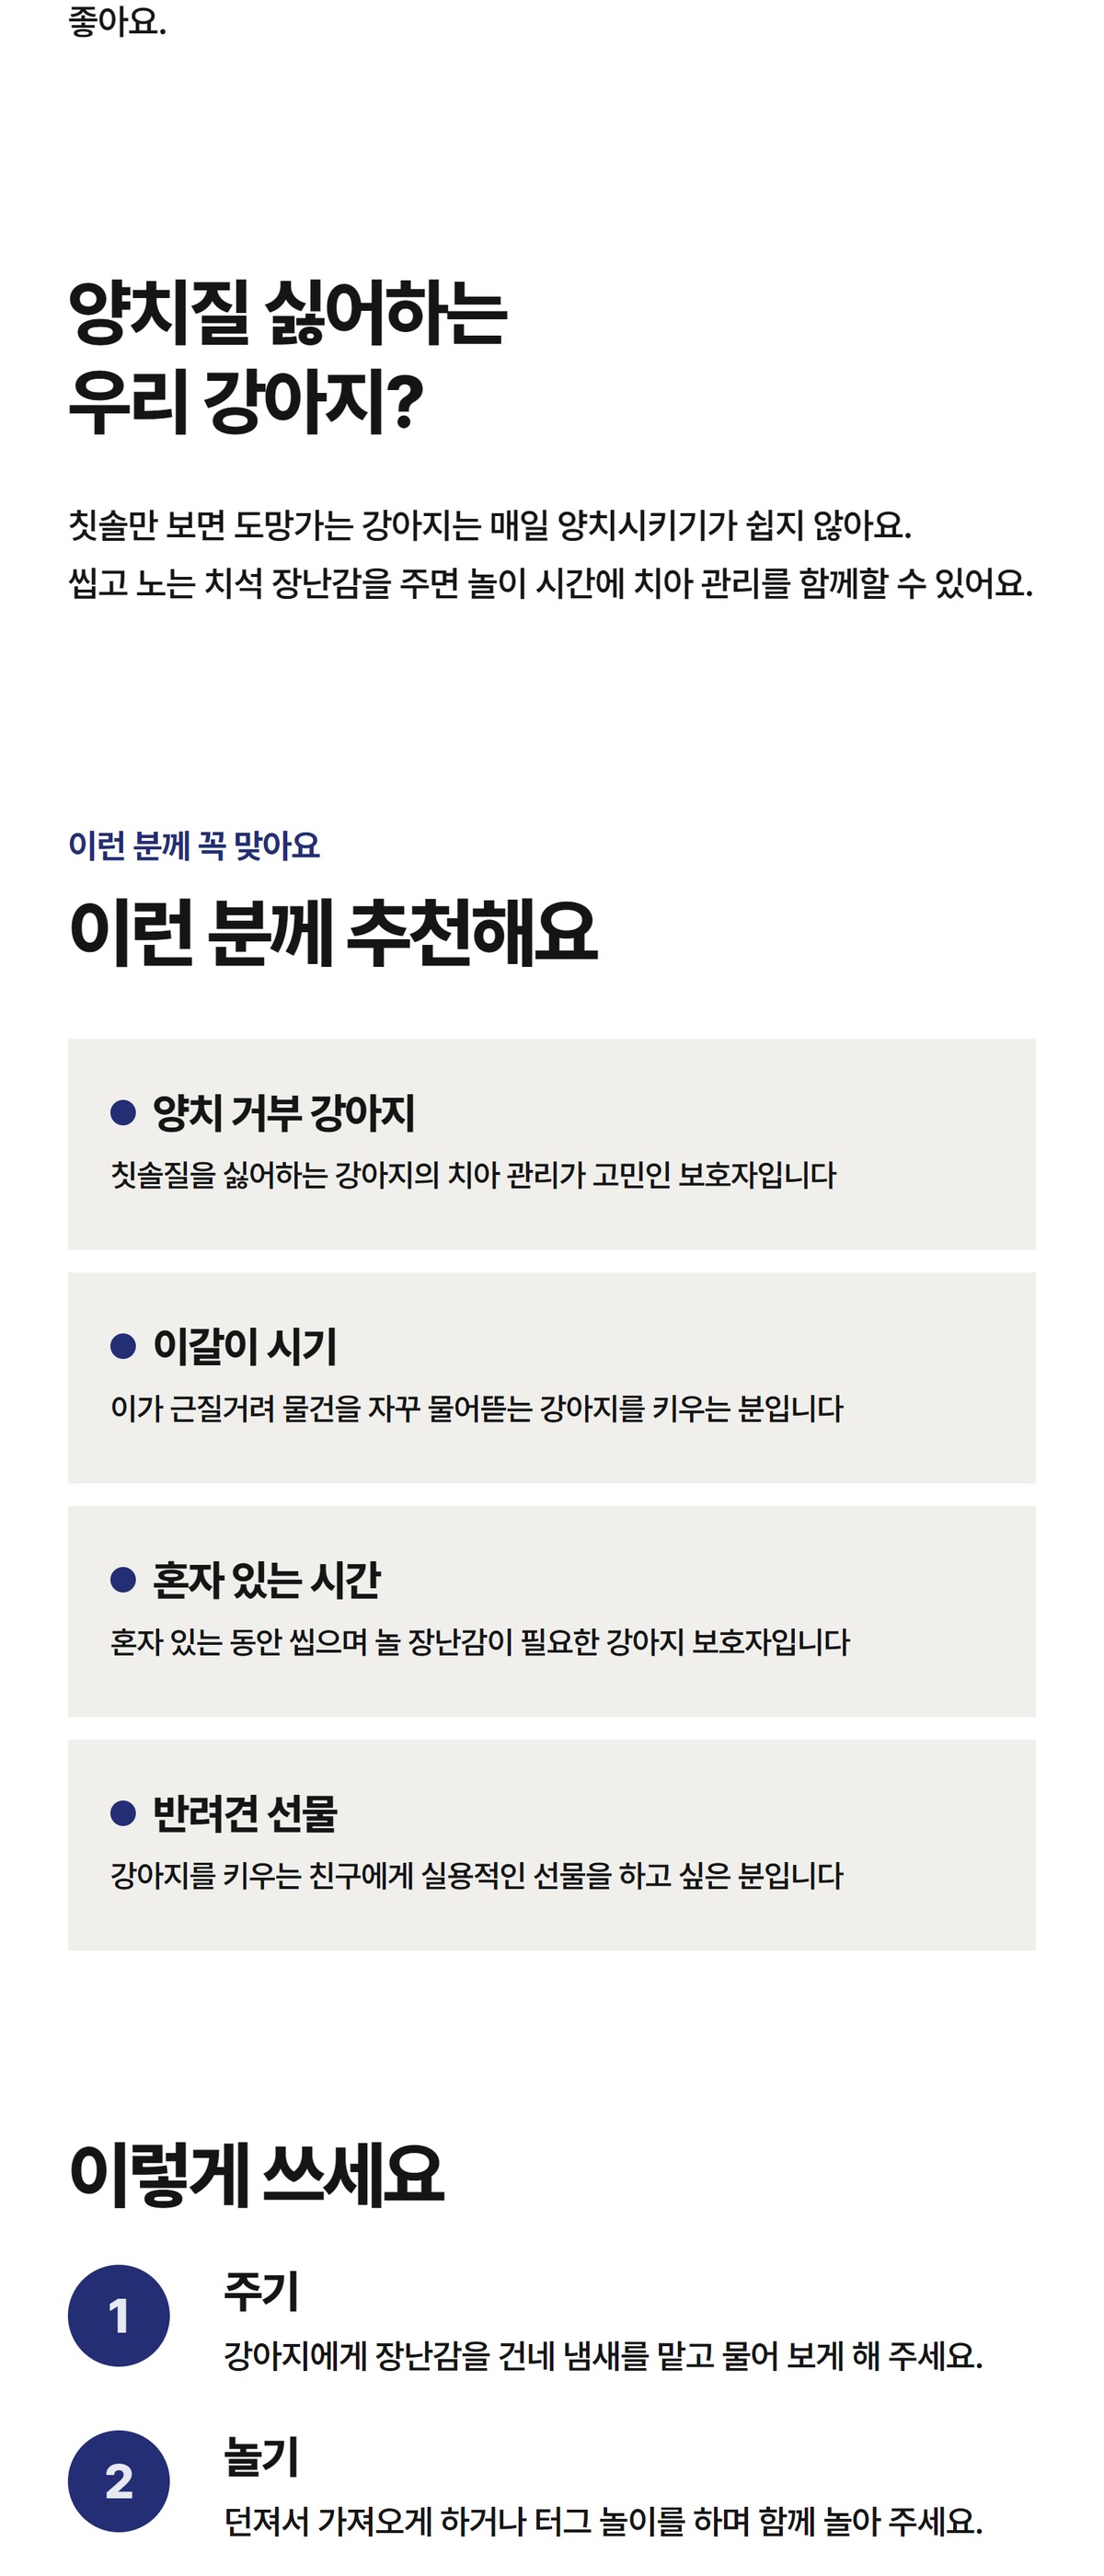 좋아요.
양치질 싫어하는
우리 강아지?
칫솔만 보면 도망가는 강아지는 매일 양치시키기가 쉽지 않아요.
씹고 노는 치석 장난감을 주면 놀이 시간에 치아 관리를 함께할 수 있어요.
이런 분께 꼭 맞아요
이런 분께 추천해요
양치 거부 강아지
칫솔질을 싫어하는 강아지의 치아 관리가 고민인 보호자입니다
이갈이 시기
이가 근질거려 물건을 자꾸 물어뜯는 강아지를 키우는 분입니다
혼자 있는 시간
혼자 있는 동안 씹으며 놀 장난감이 필요한 강아지 보호자입니다
반려견 선물
강아지를 키우는 친구에게 실용적인 선물을 하고 싶은 분입니다
이렇게 쓰세요
1 주기
강아지에게 장난감을 건네 냄새를 맡고 물어 보게 해 주세요.
2 놀기
던져서 가져오게 하거나 터그 놀이를 하며 함께 놀아 주세요.